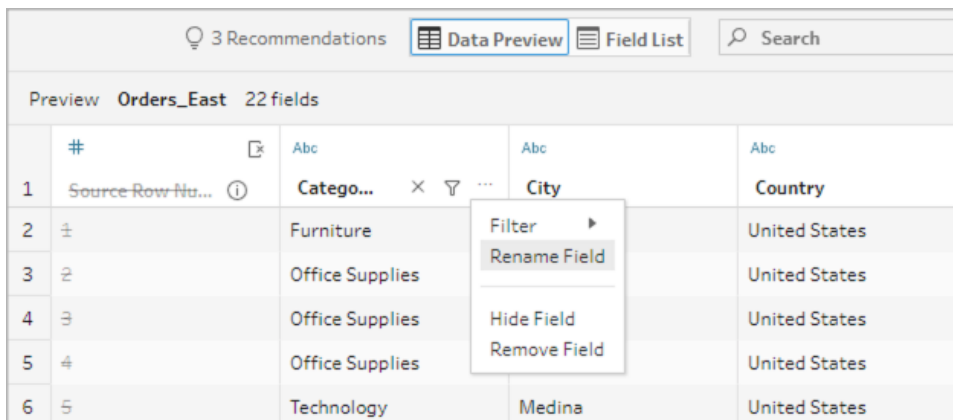 3 Recommendations Data Preview Field List Search
Preview Orders_East 22 fields
# Abc Abc Abc
1 Source Row Nu... Catego... ... City Country
2 1 Furniture United States
3 2 Office Supplies United States
4 3 Office Supplies United States
5 4 Office Supplies United States
6 5 Technology Medina United States
Filter
Rename Field
Hide Field
Remove Field